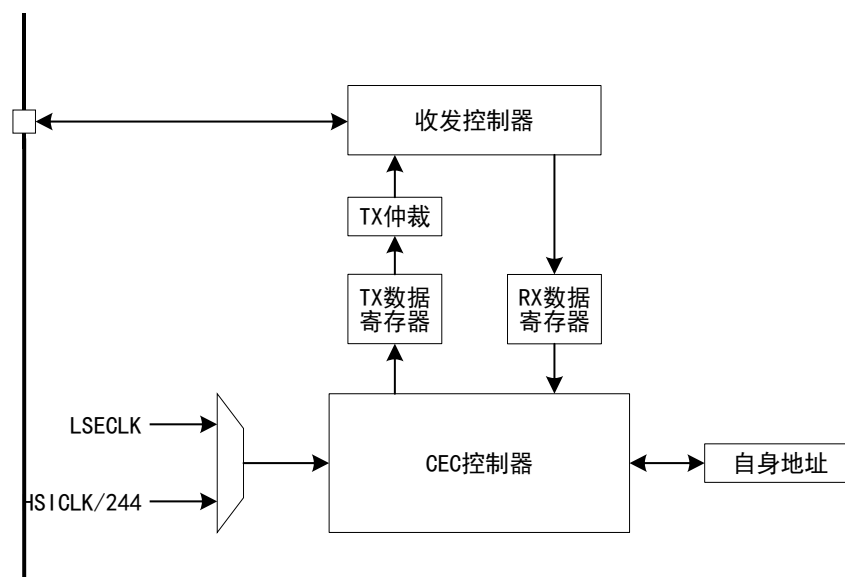 收发控制器
TX仲裁
TX数据
寄存器
RX数据
寄存器
LSECLK
CEC控制器
自身地址
HSICLK/244